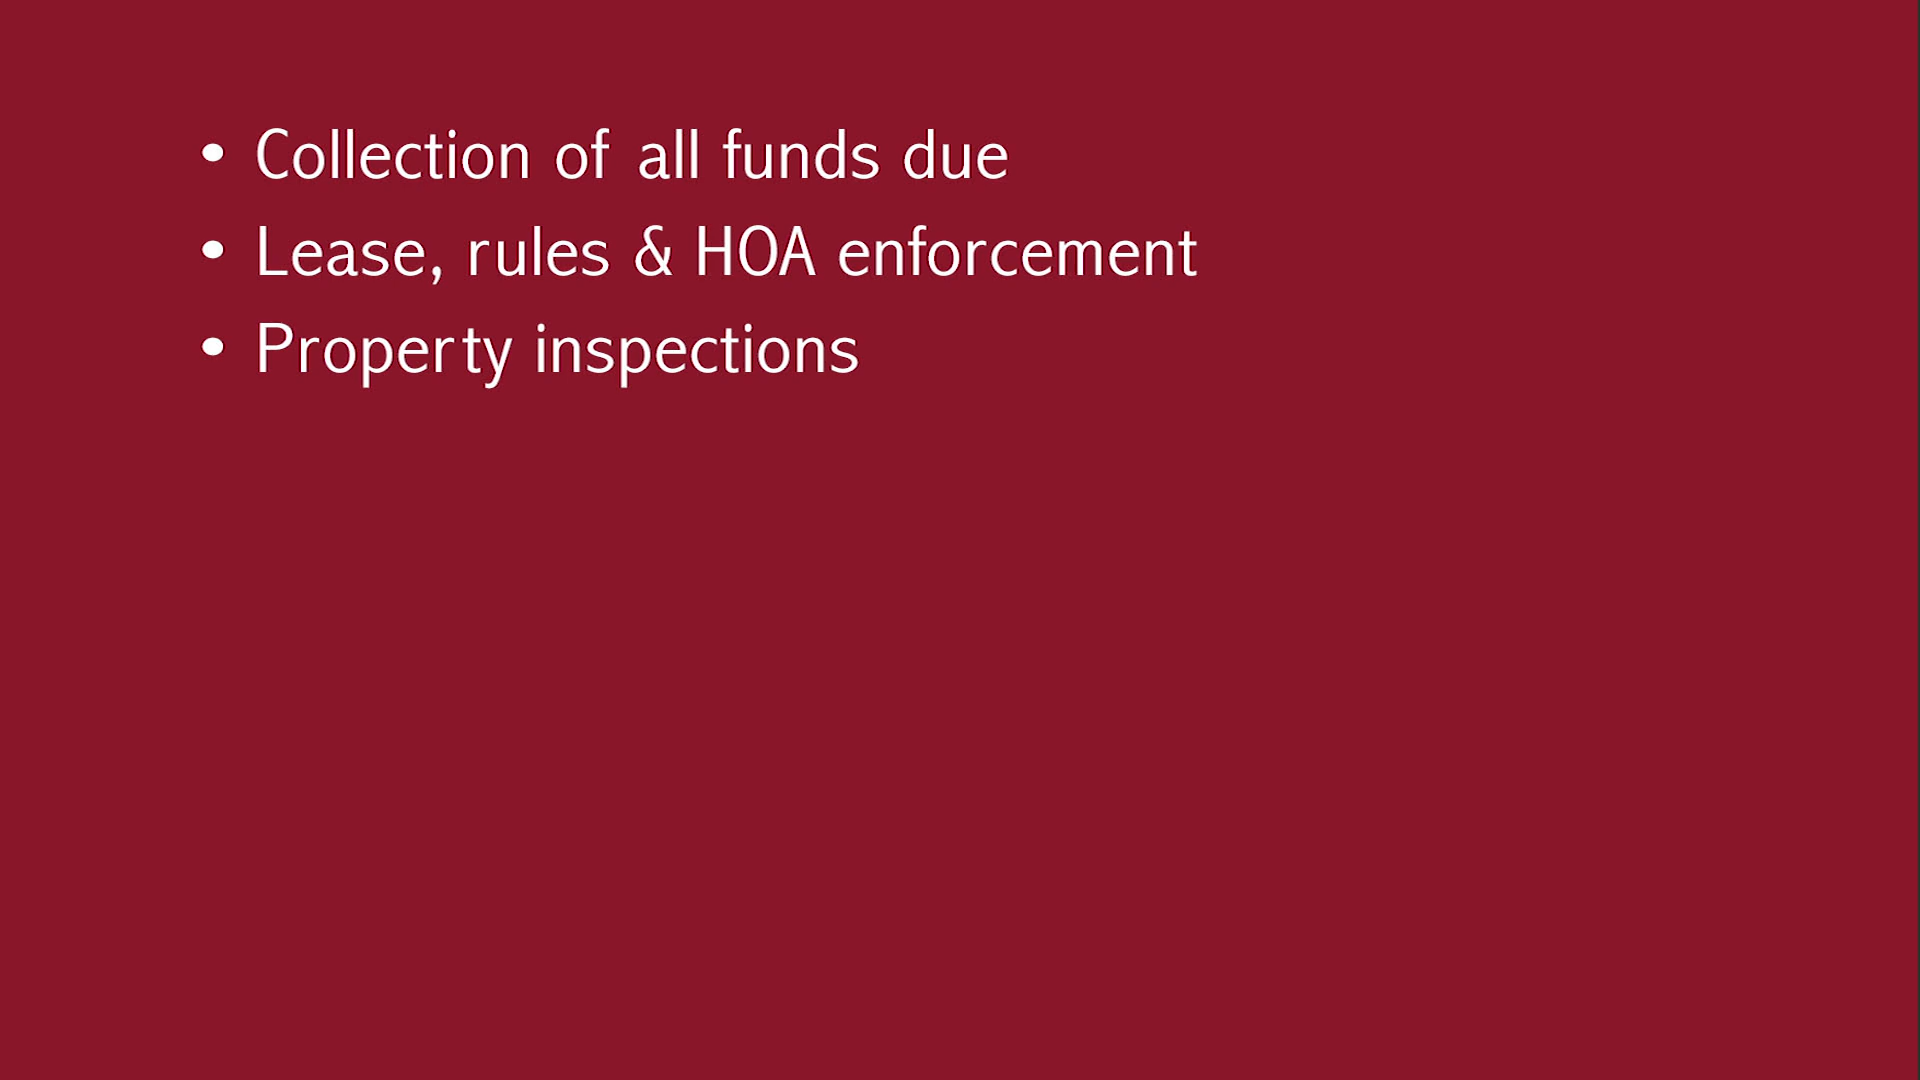 • Collection of all funds due
• Lease, rules & HOA enforcement
• Property inspections